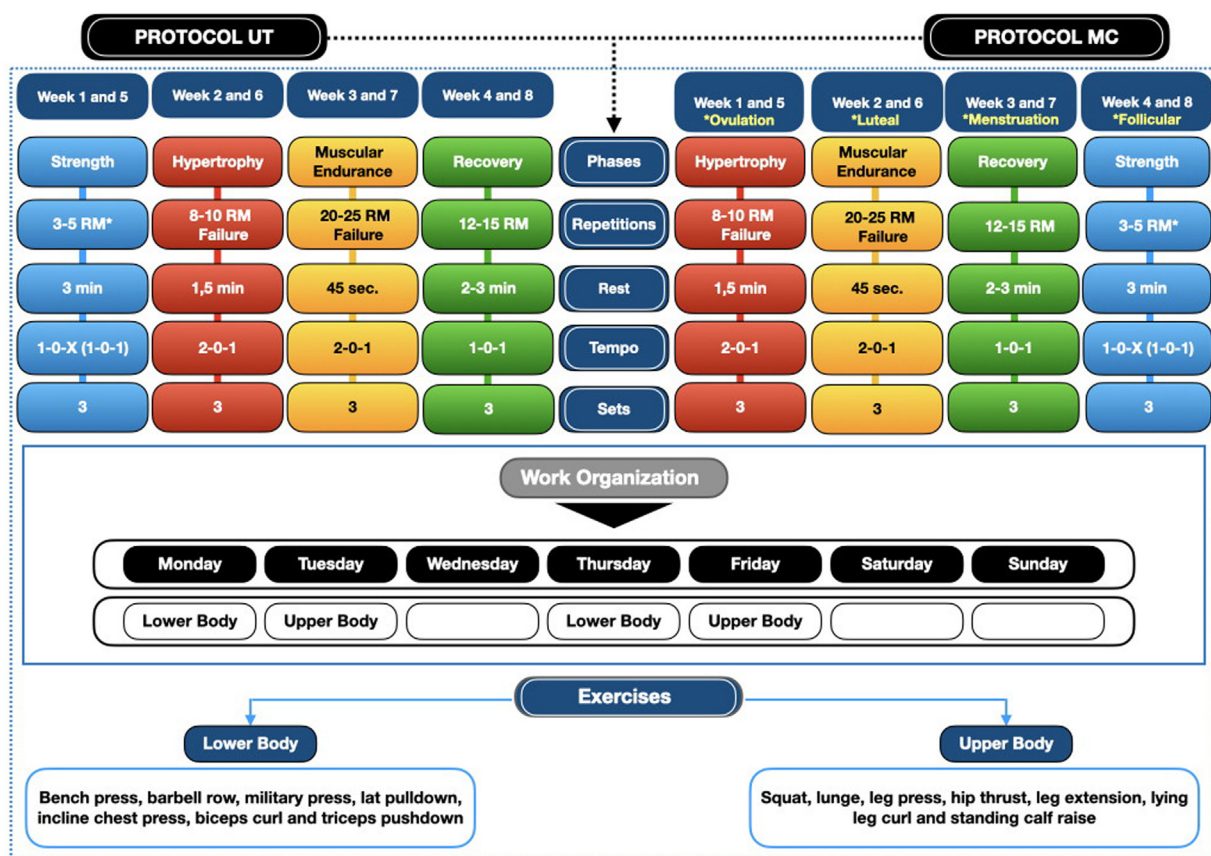 PROTOCOL UT
PROTOCOL MC
Week 1 and 5
Week 2 and 6
Week 3 and 7
Week 4 and 8
Week 1 and 5
*Ovulation
Week 2 and 6
*Luteal
Week 3 and 7
*Menstruation
Week 4 and 8
*Follicular
Strength
Hypertrophy
Muscular
Endurance
Recovery
Phases
Hypertrophy
Muscular
Endurance
Recovery
Strength
3-5 RM*
8-10 RM
Failure
20-25 RM
Failure
12-15 RM
Repetitions
8-10 RM
Failure
20-25 RM
Failure
12-15 RM
3-5 RM*
3 min
1,5 min
45 sec.
2-3 min
Rest
1,5 min
45 sec.
2-3 min
3 min
1-0-X (1-0-1)
2-0-1
2-0-1
1-0-1
Tempo
2-0-1
2-0-1
1-0-1
1-0-X (1-0-1)
3
3
3
3
Sets
3
3
3
3
Work Organization
Monday
Tuesday
Wednesday
Thursday
Friday
Saturday
Sunday
Lower Body
Upper Body
Lower Body
Upper Body
Exercises
Lower Body
Upper Body
Bench press, barbell row, military press, lat pulldown,
incline chest press, biceps curl and triceps pushdown
Squat, lunge, leg press, hip thrust, leg extension, lying
leg curl and standing calf raise